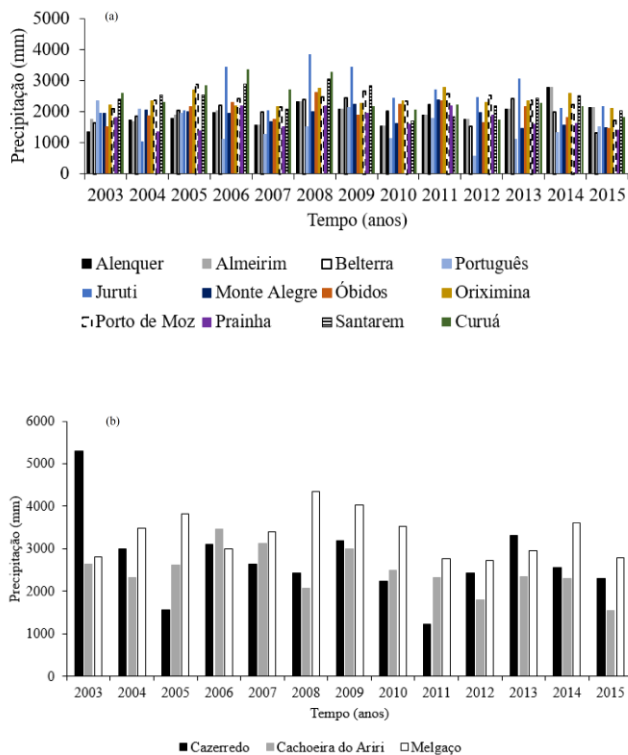 (a)
5000
4000
3000
2000
1000
0
Precipitação (mm)
2003 2004 2005 2006 2007 2008 2009 2010 2011 2012 2013 2014 2015
Tempo (anos)
Alenquer Almeirim Belterra Português
Juruti Monte Alegre Óbidos Oriximina
Porto de Moz Prainha Santarem Curuá
(b)
6000
5000
4000
3000
2000
1000
0
Precipitação (mm)
2003 2004 2005 2006 2007 2008 2009 2010 2011 2012 2013 2014 2015
Tempo (anos)
Cazerredo Cachoeira do Ariri Melgaço